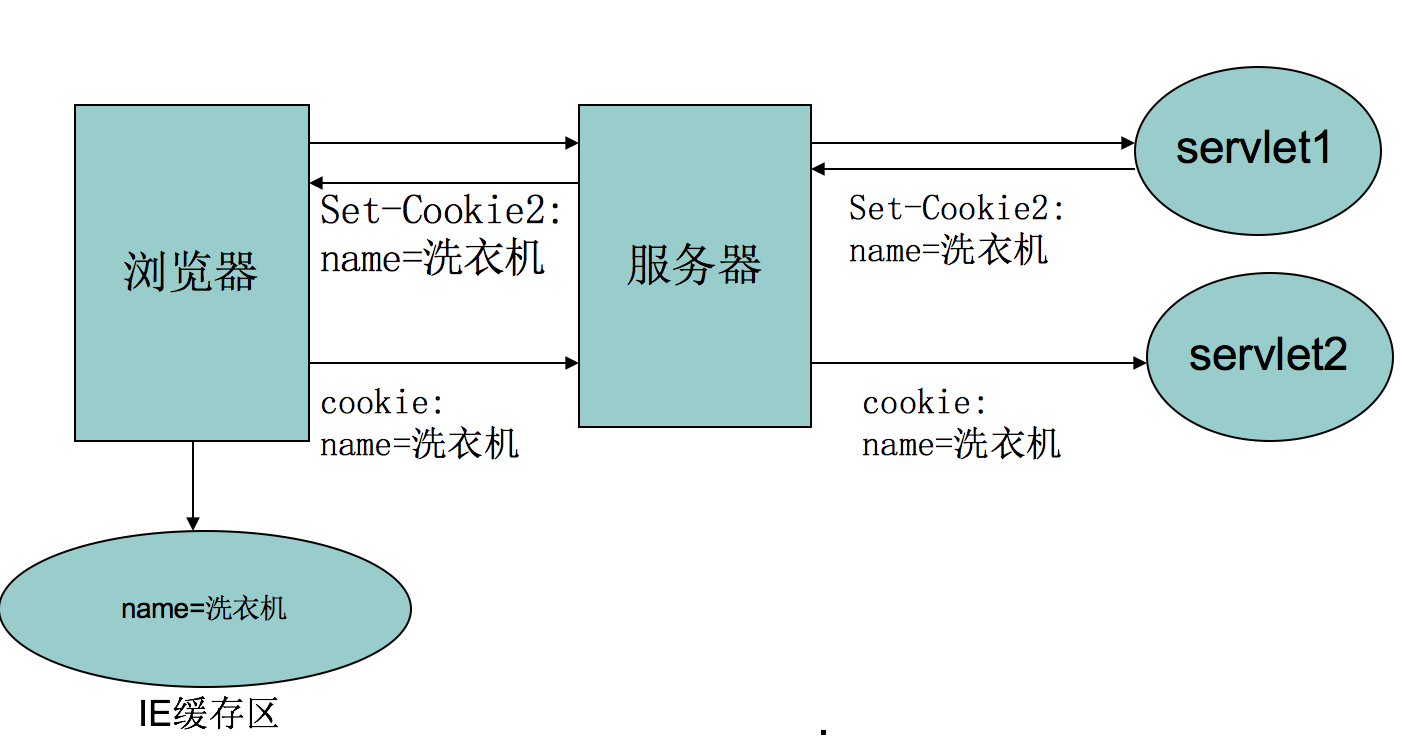 servlet1
Set-Cookie2:
name=洗衣机
Set-Cookie2:
name=洗衣机
浏览器
服务器
servlet2
cookie:
name=洗衣机
cookie:
name=洗衣机
name=洗衣机
IE缓存区